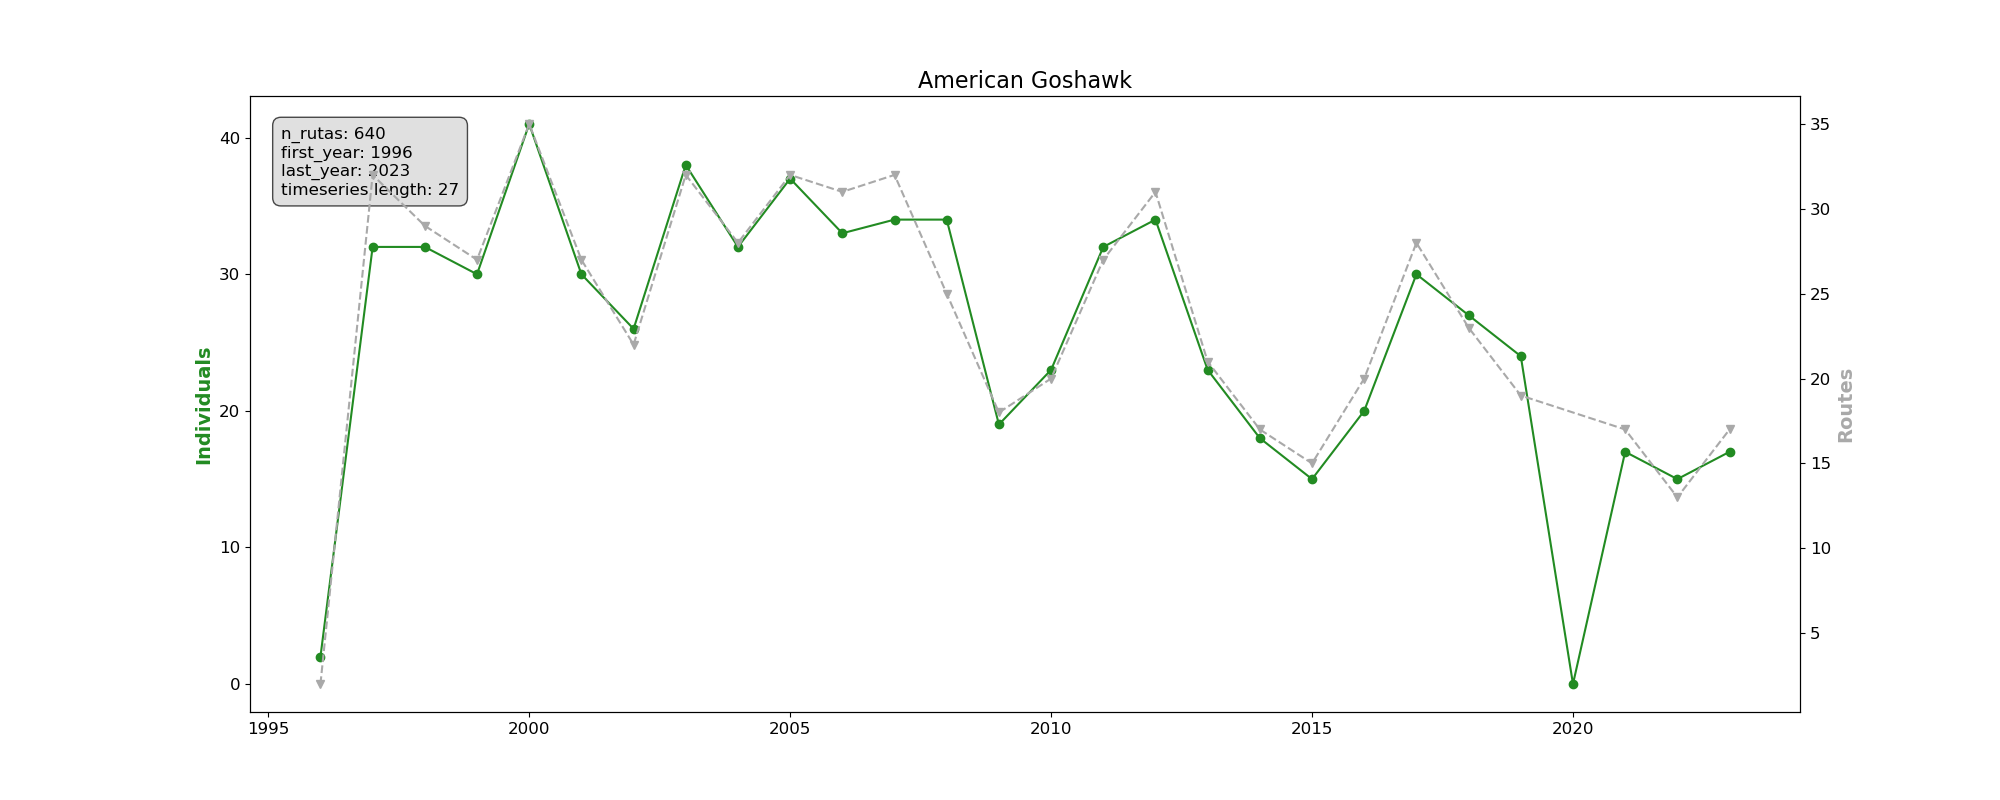 American Goshawk
n_rutas: 640
first_year: 1996
last_year: 2023
timeseries length: 27
40
30
20
10
0
Individuals
35
30
25
20
15
10
5
Routes
1995
2000
2005
2010
2015
2020